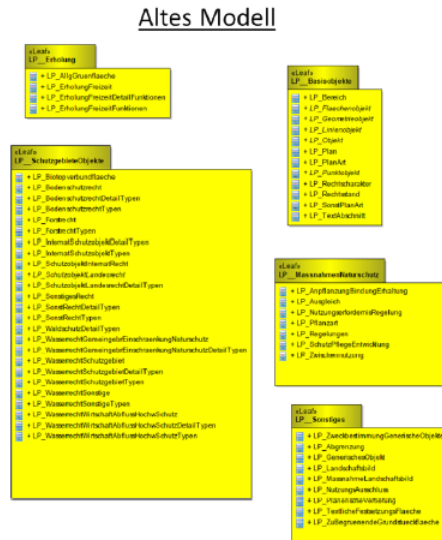 Altes Modell
«Leaf»
LP_Erholung
+ LP_AllgGruenflaeche
+ LP_ErholungFreizeit
+ LP_ErholungFreizeitDetailFunktionen
+ LP_ErholungFreizeitFunktionen
«Leaf»
LP_SchutzgebieteObjekte
+ LP_Biotopverbundflaeche
+ LP_Bodenschutzrecht
+ LP_BodenschutzrechtDetailTypen
+ LP_BodenschutzrechtTypen
+ LP_Forstrecht
+ LP_ForstrechtTypen
+ LP_InternatSchutzobjektDetailTypen
+ LP_InternatSchutzobjektTypen
+ LP_SchutzobjektInternatRecht
+ LP_SchutzobjektLandesrecht
+ LP_SchutzobjektLandesrechtDetailTypen
+ LP_SonstigesRecht
+ LP_SonstRechtDetailTypen
+ LP_SonstRechtTypen
+ LP_WaldschutzDetailTypen
+ LP_WasserrechtGemeingebrEinschraenkungNaturschutz
+ LP_WasserrechtGemeingebrEinschraenkungNaturschutzDetailTypen
+ LP_WasserrechtSchutzgebiet
+ LP_WasserrechtSchutzgebietDetailTypen
+ LP_WasserrechtSchutzgebietTypen
+ LP_WasserrechtSonstige
+ LP_WasserrechtSonstigeTypen
+ LP_WasserrechtWirtschaftAbflussHochwSchutz
+ LP_WasserrechtWirtschaftAbflussHochwSchutzDetailTypen
+ LP_WasserrechtWirtschaftAbflussHochwSchutzTypen
«Leaf»
LP_Basisobjekte
+ LP_Bereich
+ LP_Flaechenobjekt
+ LP_Geometrieobjekt
+ LP_Linienobjekt
+ LP_Objekt
+ LP_Plan
+ LP_PlanArt
+ LP_Punktobjekt
+ LP_Rechtscharakter
+ LP_Rechtsstand
+ LP_SonstPlanArt
+ LP_TextAbschnitt
«Leaf»
LP_MassnahmenNaturschutz
+ LP_AnpflanzungBindungErhaltung
+ LP_Ausgleich
+ LP_NutzungserfordernisRegelung
+ LP_Pflanzart
+ LP_Regelungen
+ LP_SchutzPflegeEntwicklung
+ LP_Zwischennutzung
«Leaf»
LP_Sonstiges
+ LP_ZweckbestimmungGenerischeObjekte
+ LP_Abgrenzung
+ LP_GenerischesObjekt
+ LP_Landschaftsbild
+ LP_MassnahmeLandschaftsbild
+ LP_NutzungsAusschluss
+ LP_PlanerischeVertiefung
+ LP_TextlicheFestsetzungsFlaeche
+ LP_ZuBegruenendeGrundstueckflaeche